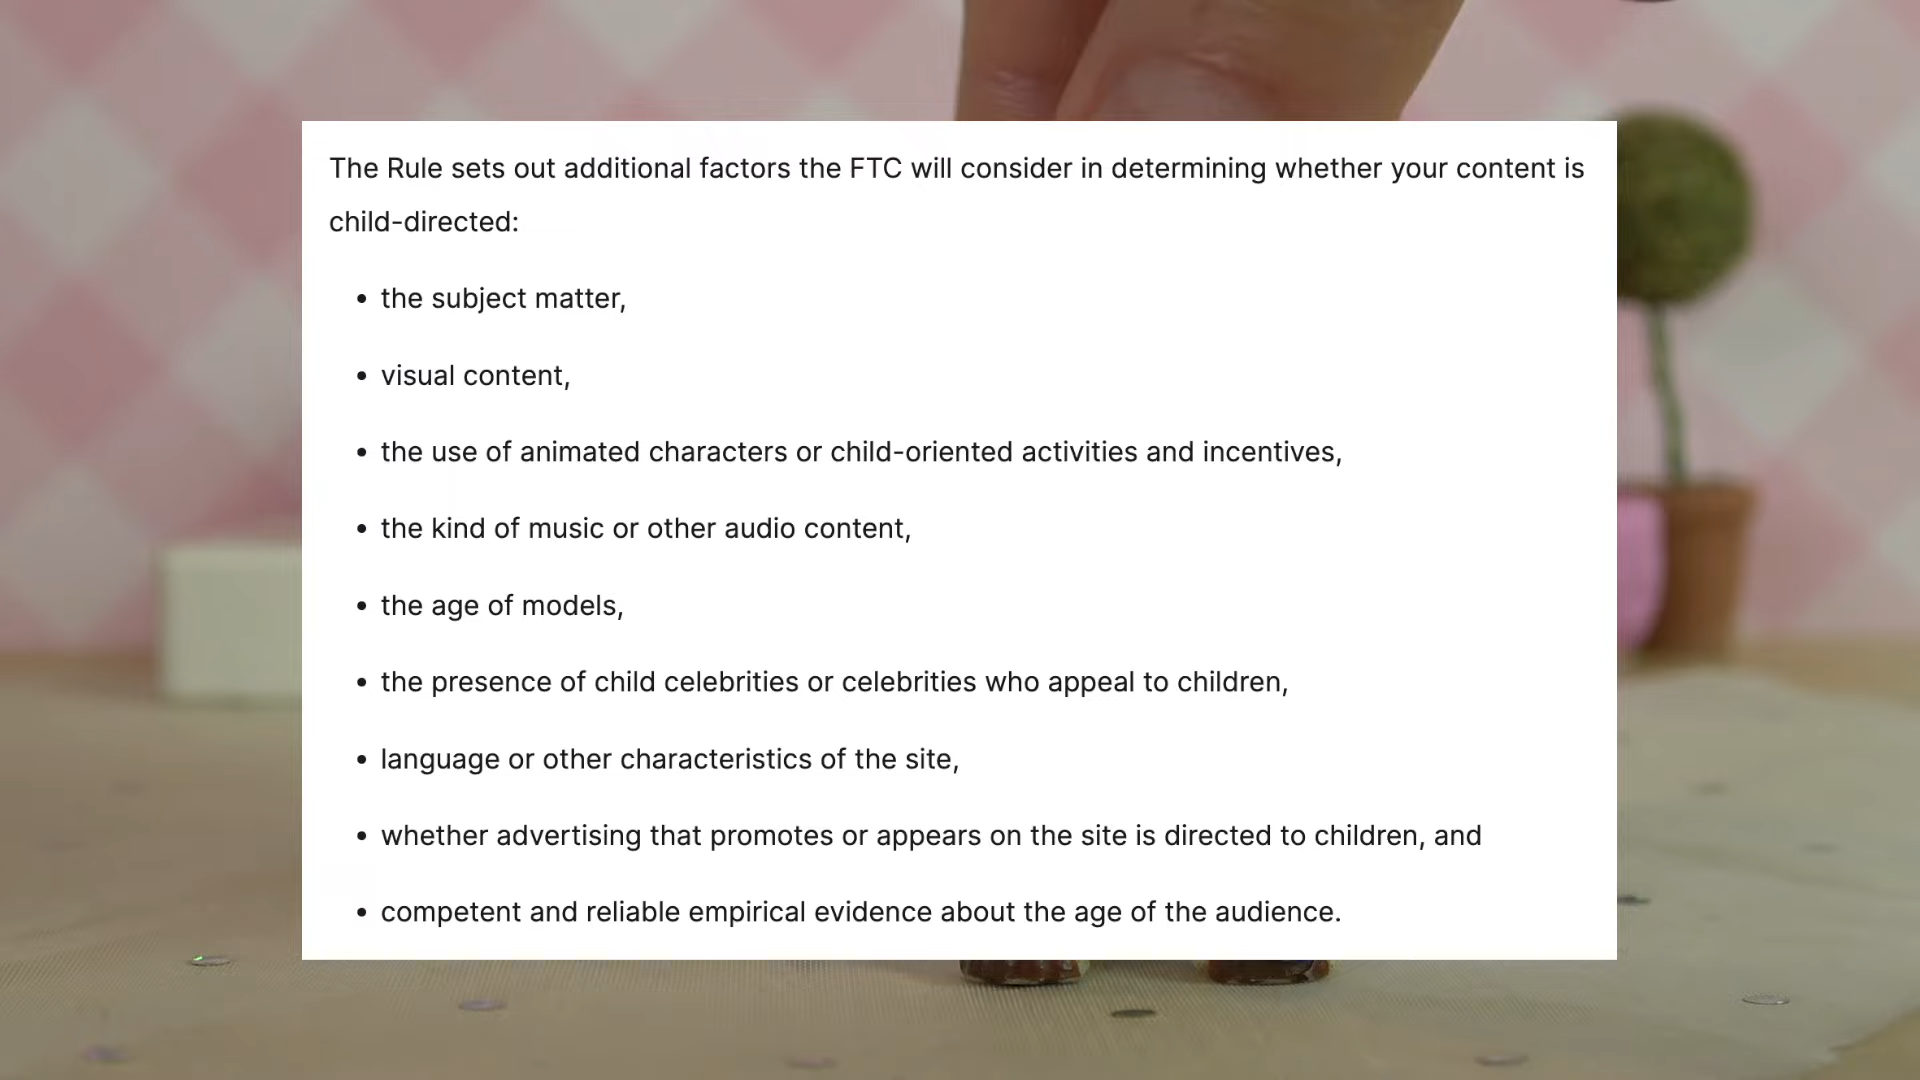 The Rule sets out additional factors the FTC will consider in determining whether your content is
child-directed:
• the subject matter,
• visual content,
• the use of animated characters or child-oriented activities and incentives,
• the kind of music or other audio content,
• the age of models,
• the presence of child celebrities or celebrities who appeal to children,
• language or other characteristics of the site,
• whether advertising that promotes or appears on the site is directed to children, and
• competent and reliable empirical evidence about the age of the audience.